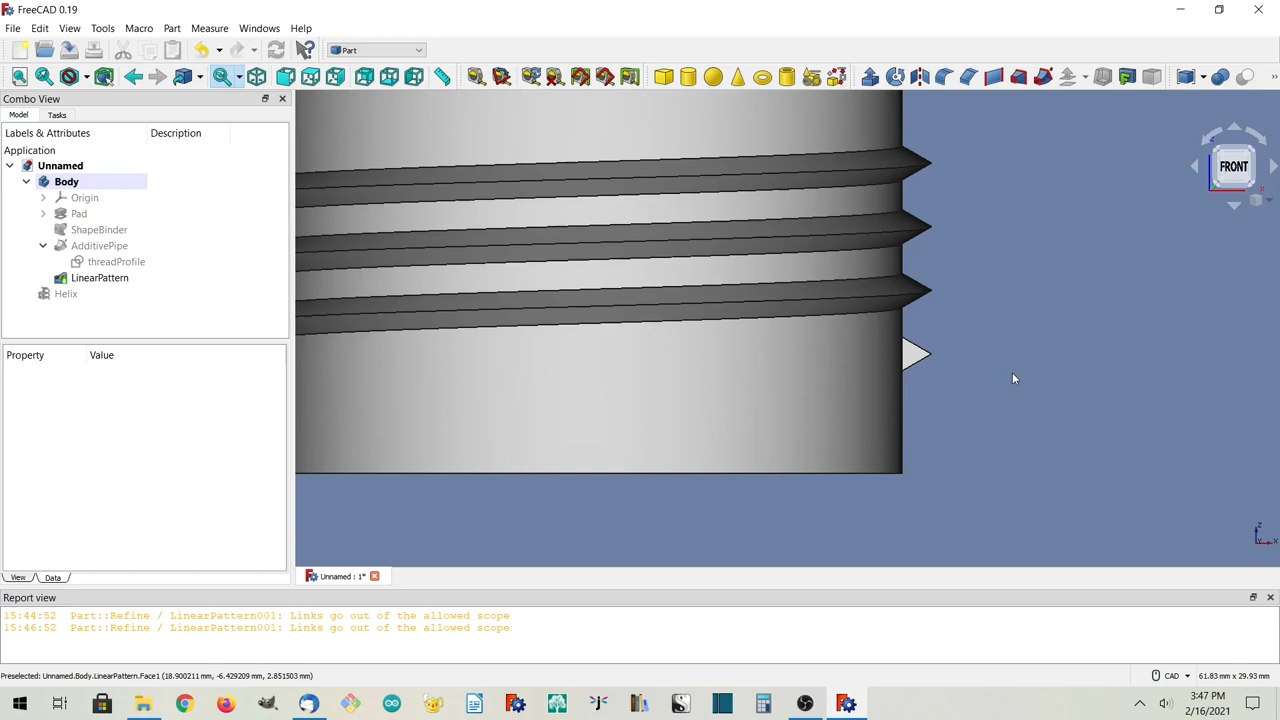 FreeCAD 0.19
File Edit View Tools Macro Part Measure Windows Help
Part
Combo View
Model Tasks
Labels & Attributes Description
Application
Unnamed
Body
Origin
Pad
ShapeBinder
AdditivePipe
threadProfile
LinearPattern
Helix
FRONT
Property Value
View Data
Unnamed : 1*
Report view
15:44:52 Part::Refine / LinearPattern001: Links go out of the allowed scope
15:46:52 Part::Refine / LinearPattern001: Links go out of the allowed scope
Preselected: Unnamed.Body.LinearPattern.Face1 (18.900211 mm, -6.429209 mm, 2.851503 mm)
CAD 61.83 mm x 29.93 mm
3:47 PM
2/16/2021